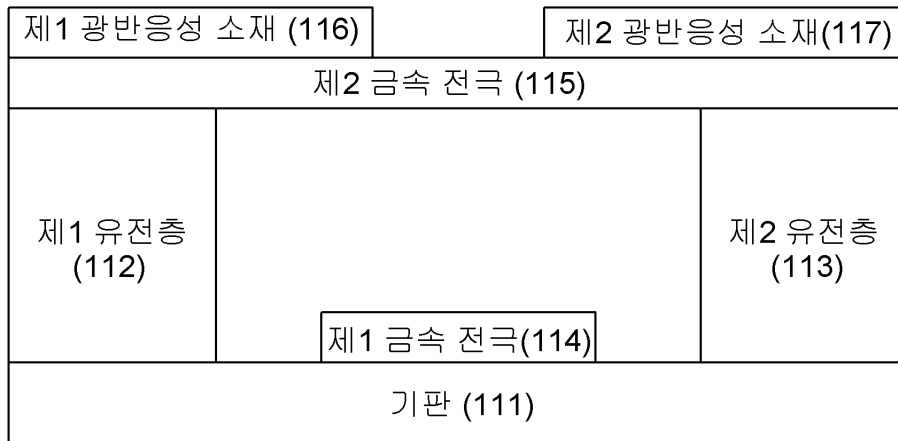 제1 광반응성 소재 (116)
제2 광반응성 소재(117)
제2 금속 전극 (115)
제1 유전층
(112)
제2 유전층
(113)
제1 금속 전극(114)
기판 (111)